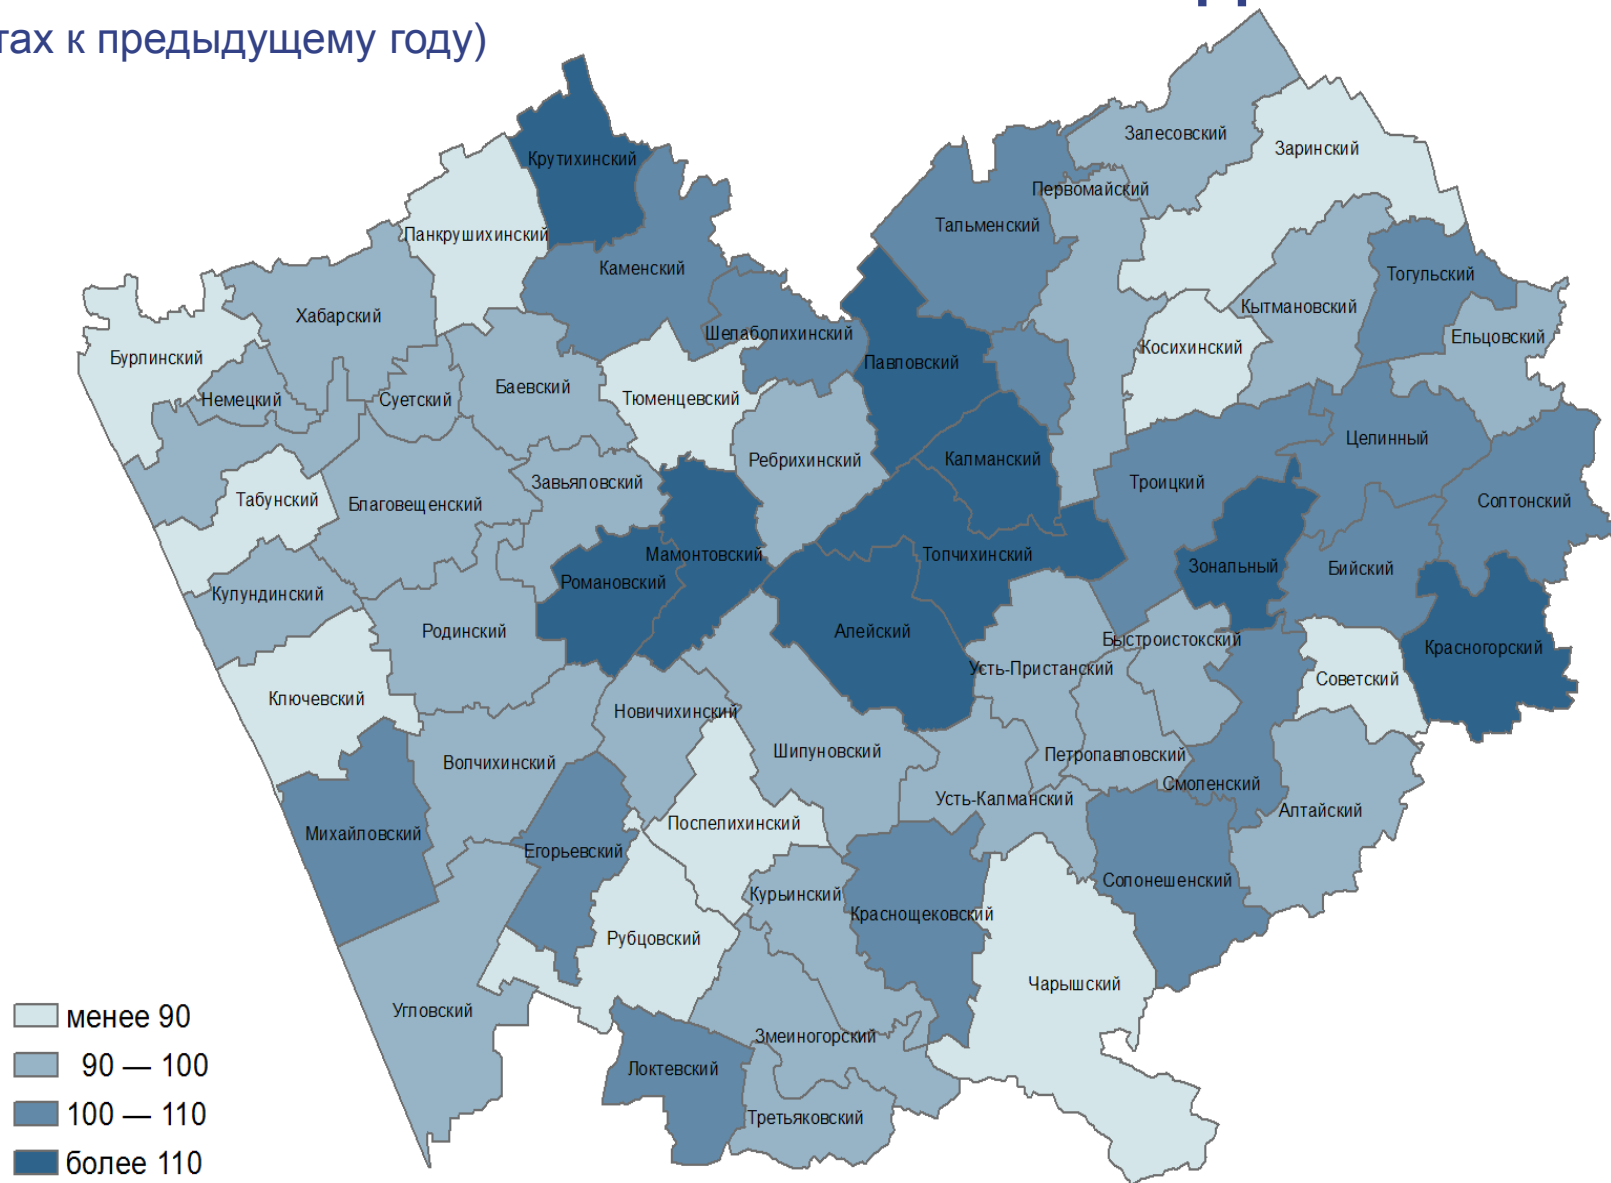 тах к предыдущему году)
Залесовский
Заринский
Крутихинский
Первомайский
Тальменский
Панкрушихинский
Каменский
Тогульский
Хабарский
Кытмановский
Шелаболихинский
Ельцовский
Косихинский
Бурлинский
Павловский
Баевский
Немецкий
Суетский
Тюменцевский
Целинный
Ребрихинский
Калманский
Завьяловский
Троицкий
Табунский
Благовещенский
Солтонский
Мамонтовский
Топчихинский
Романовский
Зональный
Бийский
Кулундинский
Родинский
Алейский
Быстроистокский
Красногорский
Усть-Пристанский
Советский
Ключевский
Новичихинский
Волчихинский
Шипуновский
Петропавловский
Смоленский
Усть-Калманский
Алтайский
Михайловский
Поспелихинский
Егорьевский
Солонешенский
Курьинский
Краснощековский
Рубцовский
Чарышский
Угловский
Змеиногорский
Локтевский
Третьяковский
менее 90
90 — 100
100 — 110
более 110